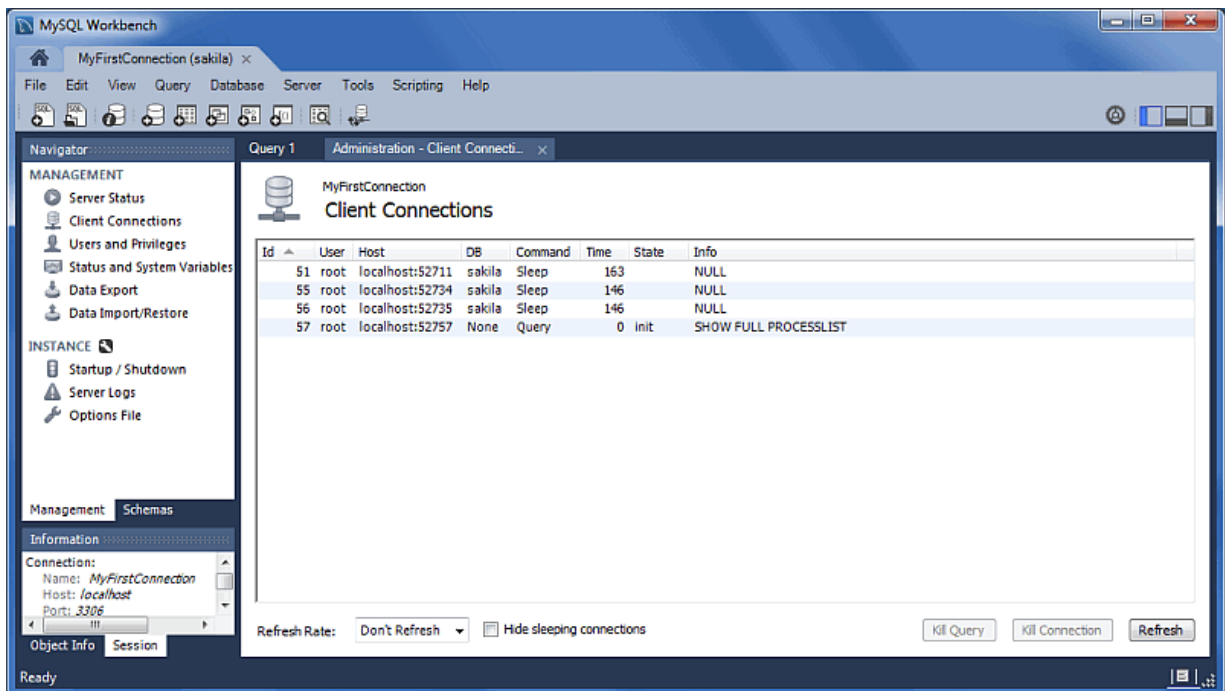 MySQL Workbench
MyFirstConnection (sakila)
File Edit View Query Database Server Tools Scripting Help
Navigator
MANAGEMENT
Server Status
Client Connections
Users and Privileges
Status and System Variables
Data Export
Data Import/Restore
INSTANCE
Startup / Shutdown
Server Logs
Options File
Management Schemas
Information
Connection:
Name: MyFirstConnection
Host: localhost
Port: 3306
Object Info Session
Query 1 Administration - Client Connecti...
MyFirstConnection
Client Connections
Id User Host DB Command Time State Info
51 root localhost:52711 sakila Sleep 163 NULL
55 root localhost:52734 sakila Sleep 146 NULL
56 root localhost:52735 sakila Sleep 146 NULL
57 root localhost:52757 None Query 0 init SHOW FULL PROCESSLIST
Refresh Rate: Don't Refresh Hide sleeping connections Kill Query Kill Connection Refresh
Ready